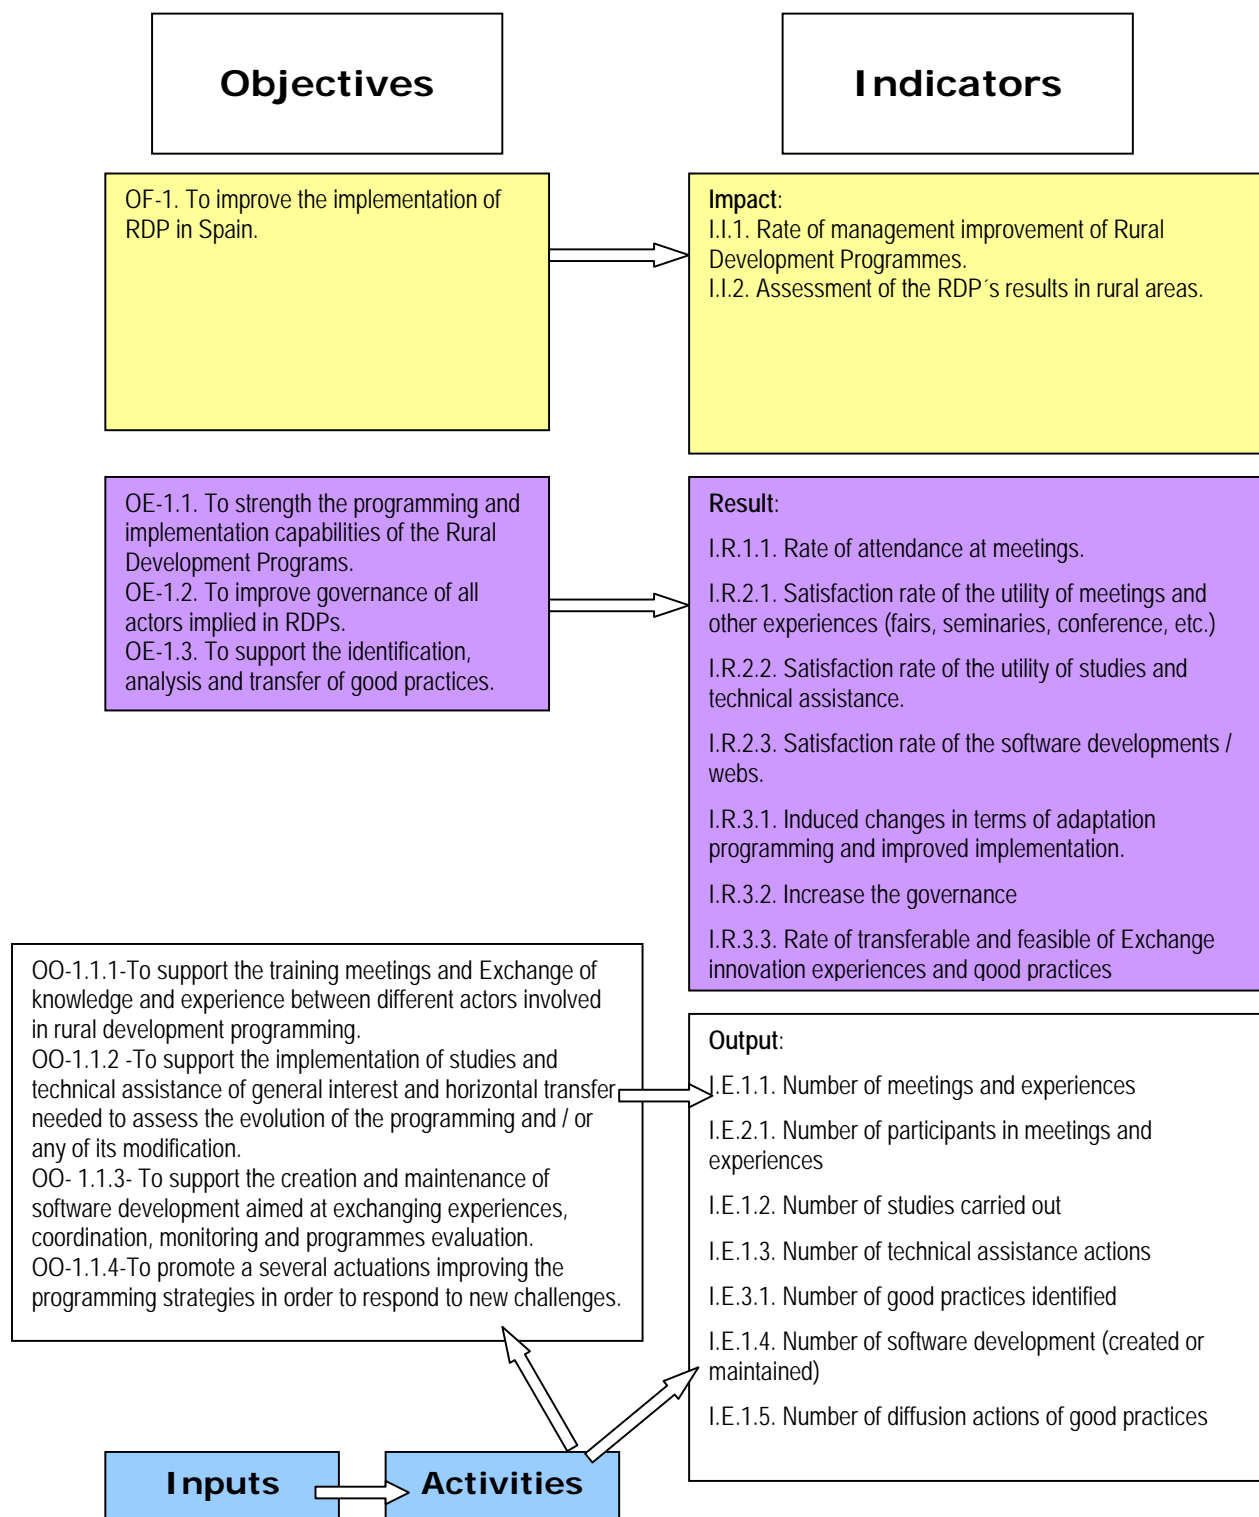 Objectives
Indicators
OF-1. To improve the implementation of
RDP in Spain.
Impact:
I.I.1. Rate of management improvement of Rural
Development Programmes.
I.I.2. Assessment of the RDP´s results in rural areas.
OE-1.1. To strength the programming and
implementation capabilities of the Rural
Development Programs.
OE-1.2. To improve governance of all
actors implied in RDPs.
OE-1.3. To support the identification,
analysis and transfer of good practices.
Result:
I.R.1.1. Rate of attendance at meetings.
I.R.2.1. Satisfaction rate of the utility of meetings and
other experiences (fairs, seminaries, conference, etc.)
I.R.2.2. Satisfaction rate of the utility of studies and
technical assistance.
I.R.2.3. Satisfaction rate of the software developments /
webs.
I.R.3.1. Induced changes in terms of adaptation
programming and improved implementation.
I.R.3.2. Increase the governance
I.R.3.3. Rate of transferable and feasible of Exchange
innovation experiences and good practices
OO-1.1.1-To support the training meetings and Exchange of
knowledge and experience between different actors involved
in rural development programming.
OO-1.1.2 -To support the implementation of studies and
technical assistance of general interest and horizontal transfer
needed to assess the evolution of the programming and / or
any of its modification.
OO- 1.1.3- To support the creation and maintenance of
software development aimed at exchanging experiences,
coordination, monitoring and programmes evaluation.
OO-1.1.4-To promote a several actuations improving the
programming strategies in order to respond to new challenges.
Output:
I.E.1.1. Number of meetings and experiences
I.E.2.1. Number of participants in meetings and
experiences
I.E.1.2. Number of studies carried out
I.E.1.3. Number of technical assistance actions
I.E.3.1. Number of good practices identified
I.E.1.4. Number of software development (created or
maintained)
I.E.1.5. Number of diffusion actions of good practices
Inputs
Activities